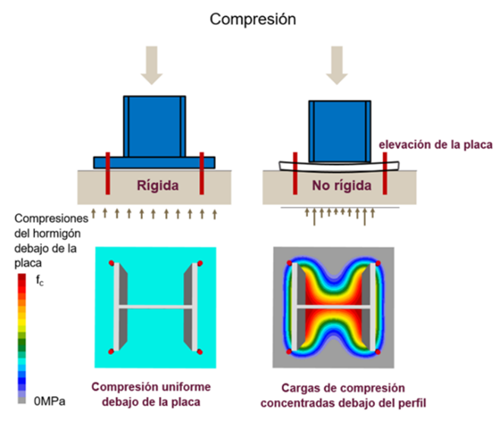 Compresión
elevación de la placa
Rígida
No rígida
Compresiones
del hormigón
debajo de la
placa
fc
0MPa
Compresión uniforme
debajo de la placa
Cargas de compresión
concentradas debajo del perfil